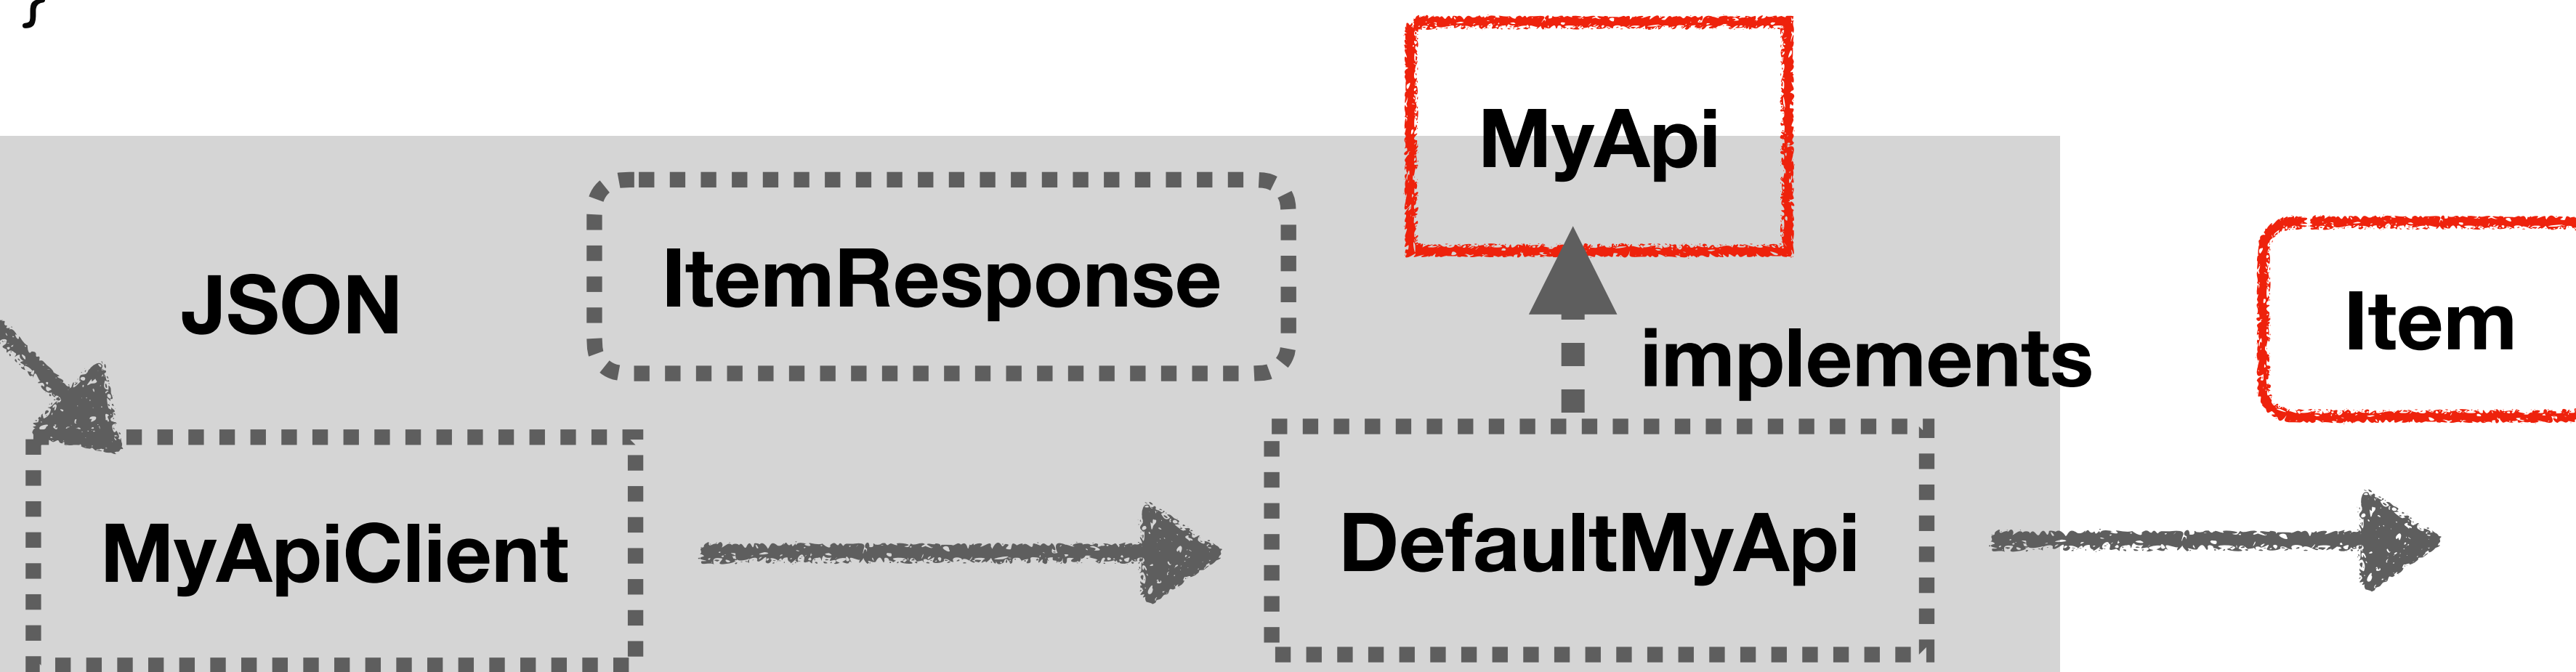 }
MyApi
JSON
ItemResponse
implements
Item
MyApiClient
DefaultMyApi